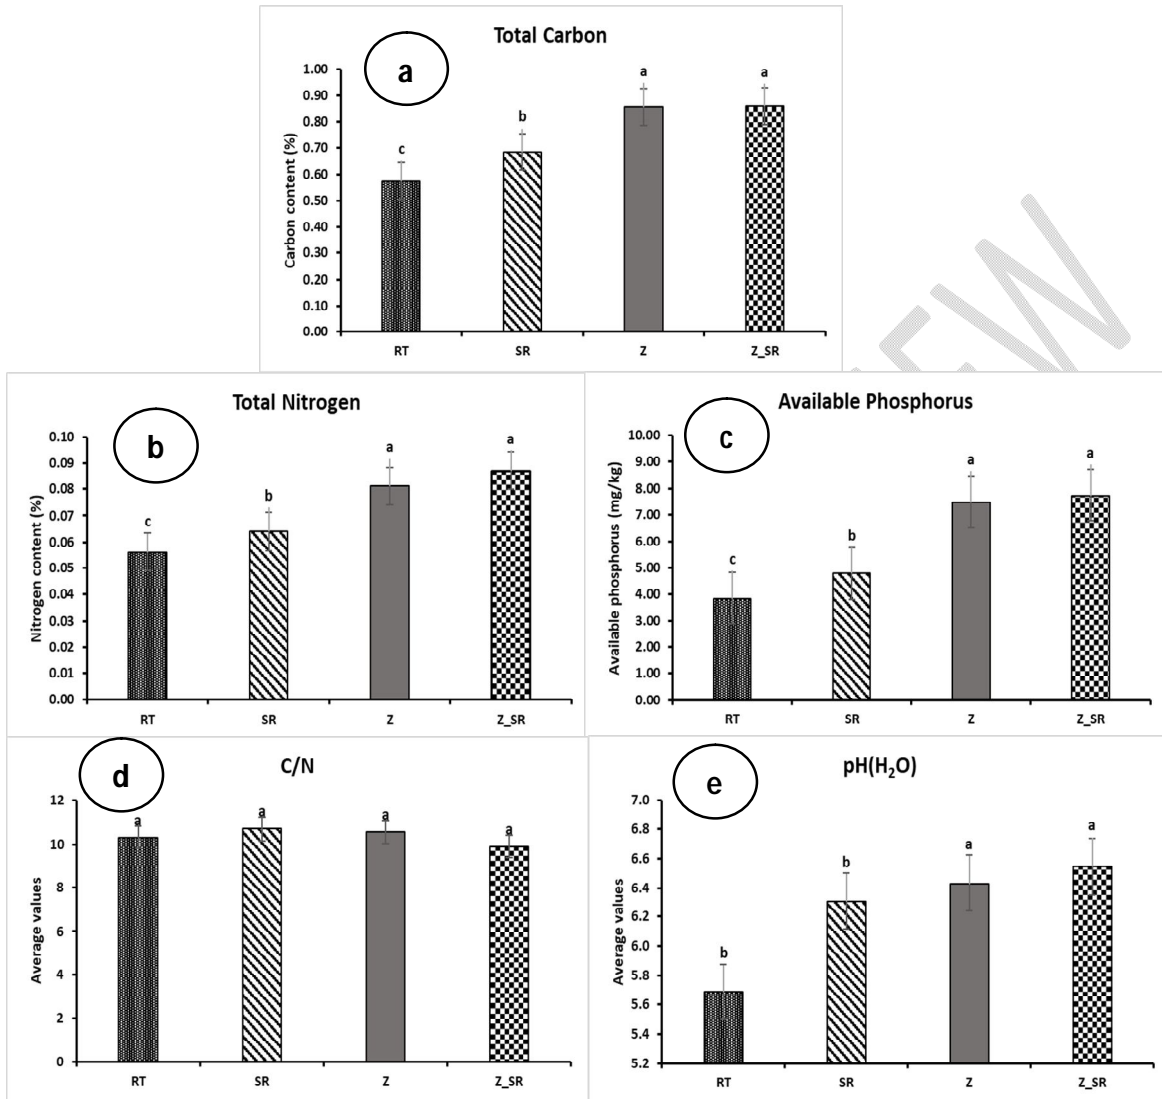 Total Carbon
a
Carbon content (%)
1.00
0.90
0.80
0.70
0.60
0.50
0.40
0.30
0.20
0.10
0.00
c
b
a
a
RT SR Z Z_SR
Total Nitrogen
b
Nitrogen content (%)
0.10
0.09
0.08
0.07
0.06
0.05
0.04
0.03
0.02
0.01
0.00
c
b
a
a
RT SR Z Z_SR
Available Phosphorus
c
Available phosphorus (mg/kg)
10.00
9.00
8.00
7.00
6.00
5.00
4.00
3.00
2.00
1.00
0.00
c
b
a
a
RT SR Z Z_SR
C/N
d
Average values
12
10
8
6
4
2
0
a
a
a
a
RT SR Z Z_SR
pH(H₂O)
e
Average values
7.0
6.8
6.6
6.4
6.2
6.0
5.8
5.6
5.4
5.2
b
b
a
a
RT SR Z Z_SR